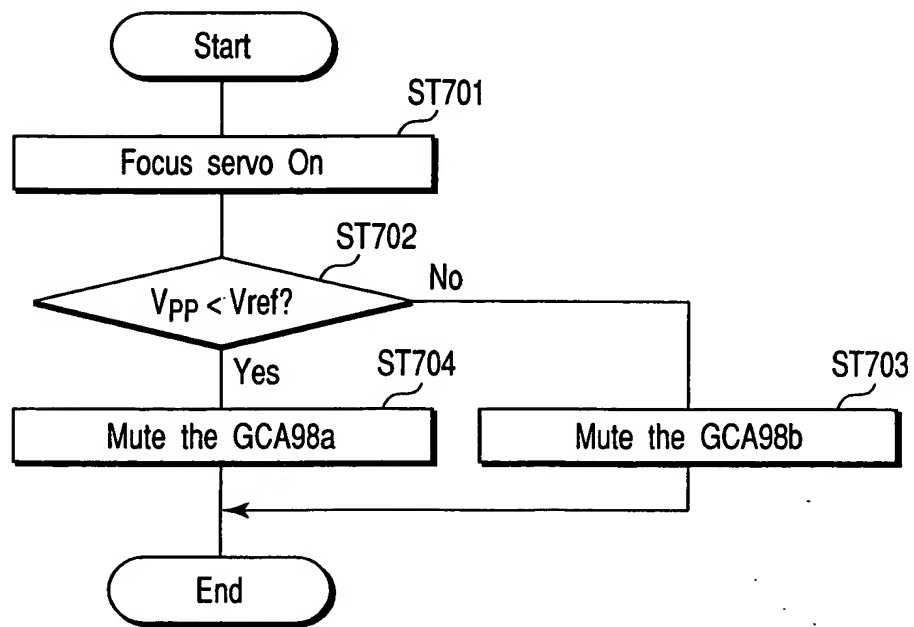 Start
ST701
Focus servo On
ST702
VPP < Vref?
No
Yes
ST704
ST703
Mute the GCA98a
Mute the GCA98b
End